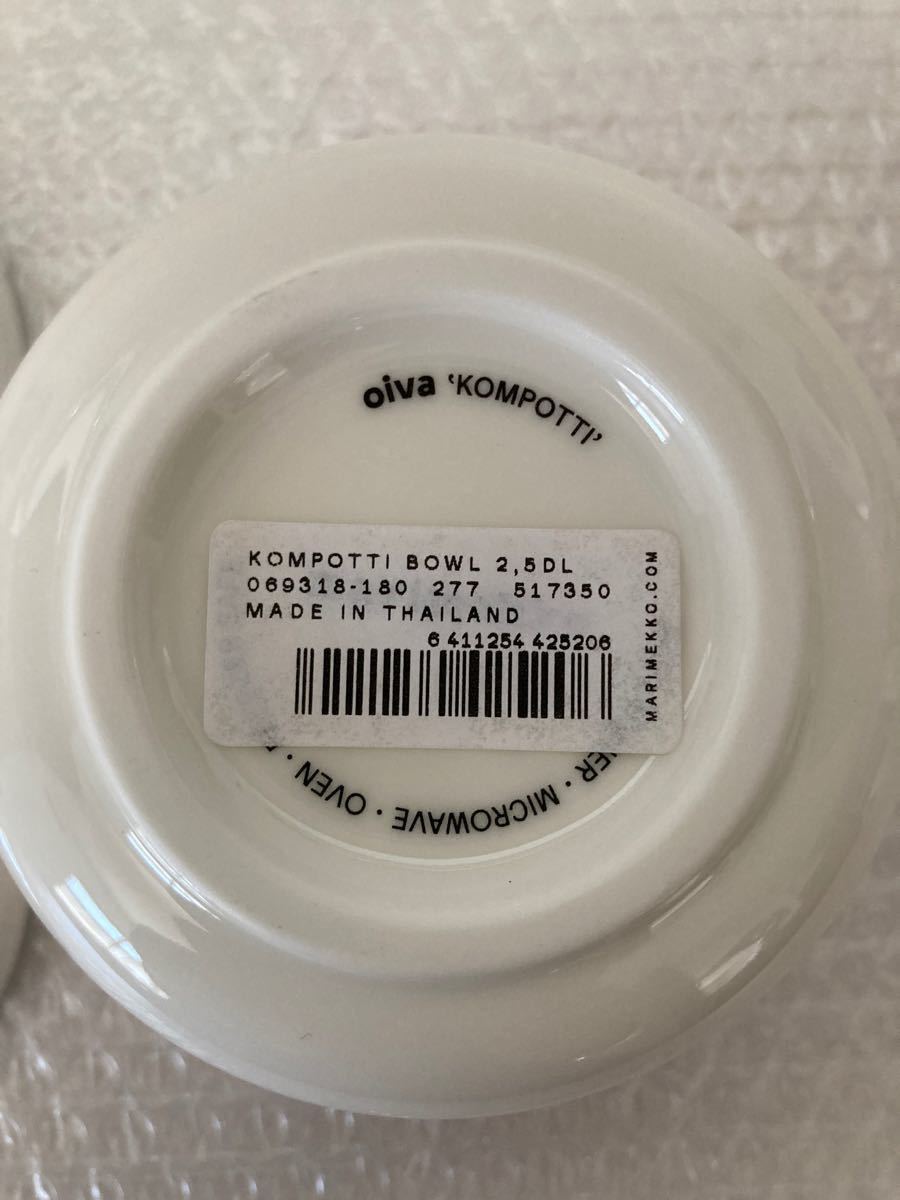 oiva ‘KOMPOTTI’
KOMPOTTI BOWL 2,5DL
069318-180 277 517350
MADE IN THAILAND
6 411254 425206
MARIMEKKO.COM
· MICROWAVE · OVEN ·